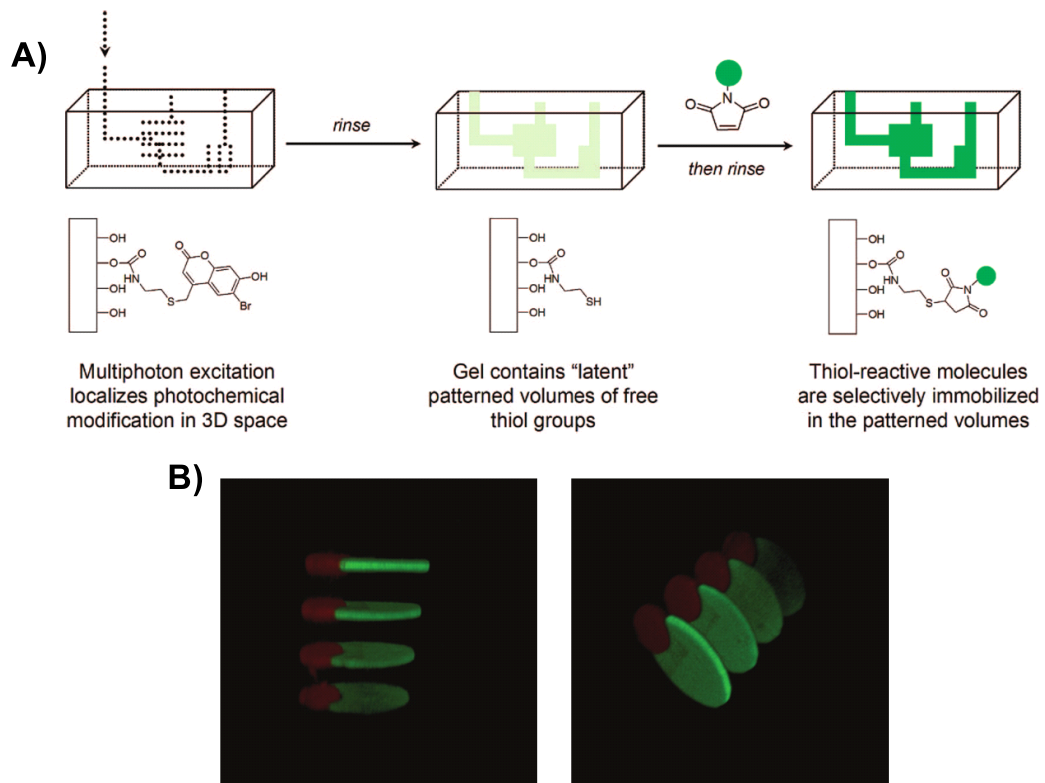 A)
rinse
then rinse
N
O
O
OH
O
O
HN
OH
OH
S
O
O
OH
Br
OH
O
O
HN
OH
OH
SH
OH
O
O
HN
OH
OH
S
O
N
O
Multiphoton excitation
localizes photochemical
modification in 3D space
Gel contains “latent”
patterned volumes of free
thiol groups
Thiol-reactive molecules
are selectively immobilized
in the patterned volumes
B)